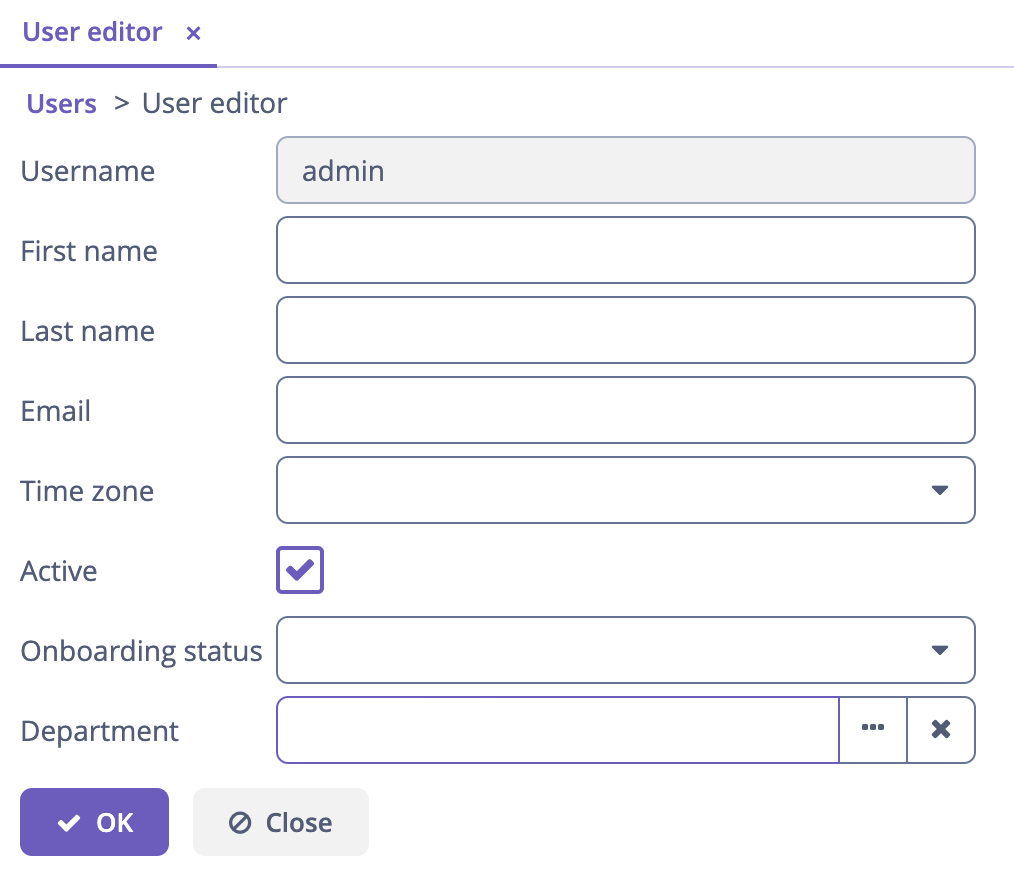 User editor ×
Users > User editor
Username admin
First name
Last name
Email
Time zone
Active
Onboarding status
Department
OK Close